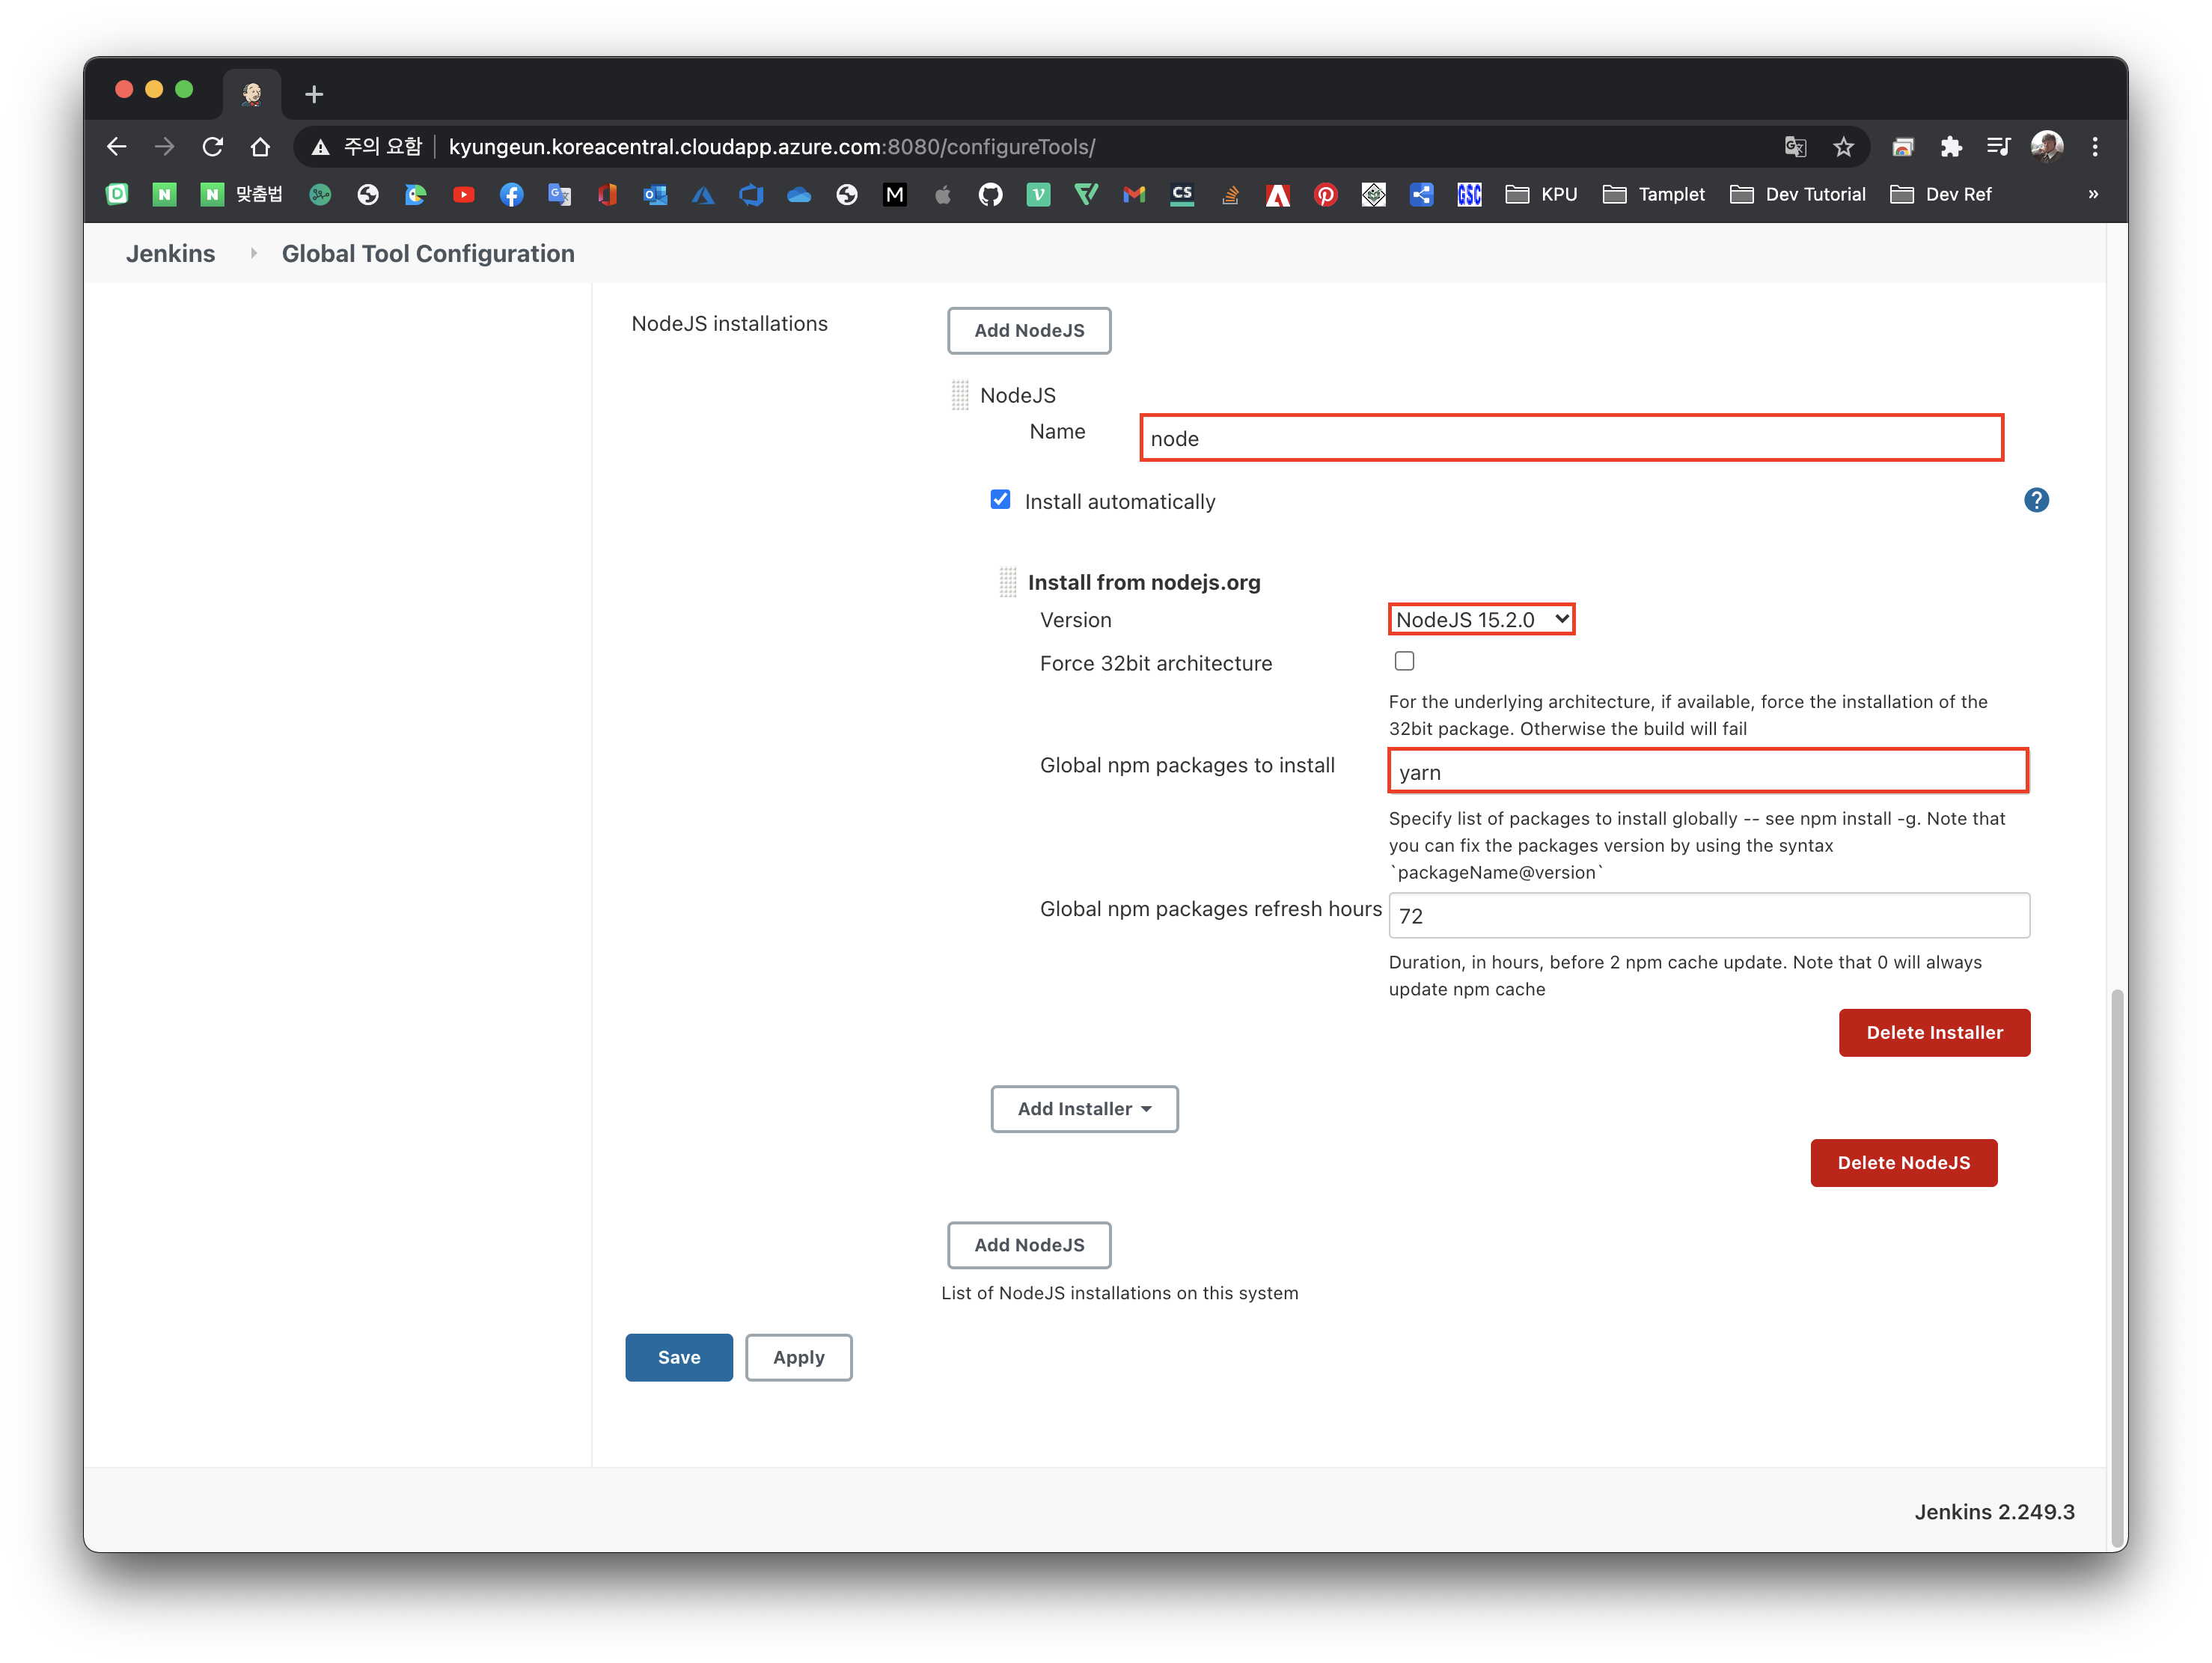 주의 요함 kyungeun.koreacentral.cloudapp.azure.com:8080/configureTools/
맞춤법 M CS GSC KPU Tamplet Dev Tutorial Dev Ref »
Jenkins Global Tool Configuration
NodeJS installations Add NodeJS
NodeJS
Name node
Install automatically ?
Install from nodejs.org
Version NodeJS 15.2.0
Force 32bit architecture
For the underlying architecture, if available, force the installation of the
32bit package. Otherwise the build will fail
Global npm packages to install yarn
Specify list of packages to install globally -- see npm install -g. Note that
you can fix the packages version by using the syntax
`packageName@version`
Global npm packages refresh hours 72
Duration, in hours, before 2 npm cache update. Note that 0 will always
update npm cache
Delete Installer
Add Installer
Delete NodeJS
Add NodeJS
List of NodeJS installations on this system
Save Apply
Jenkins 2.249.3